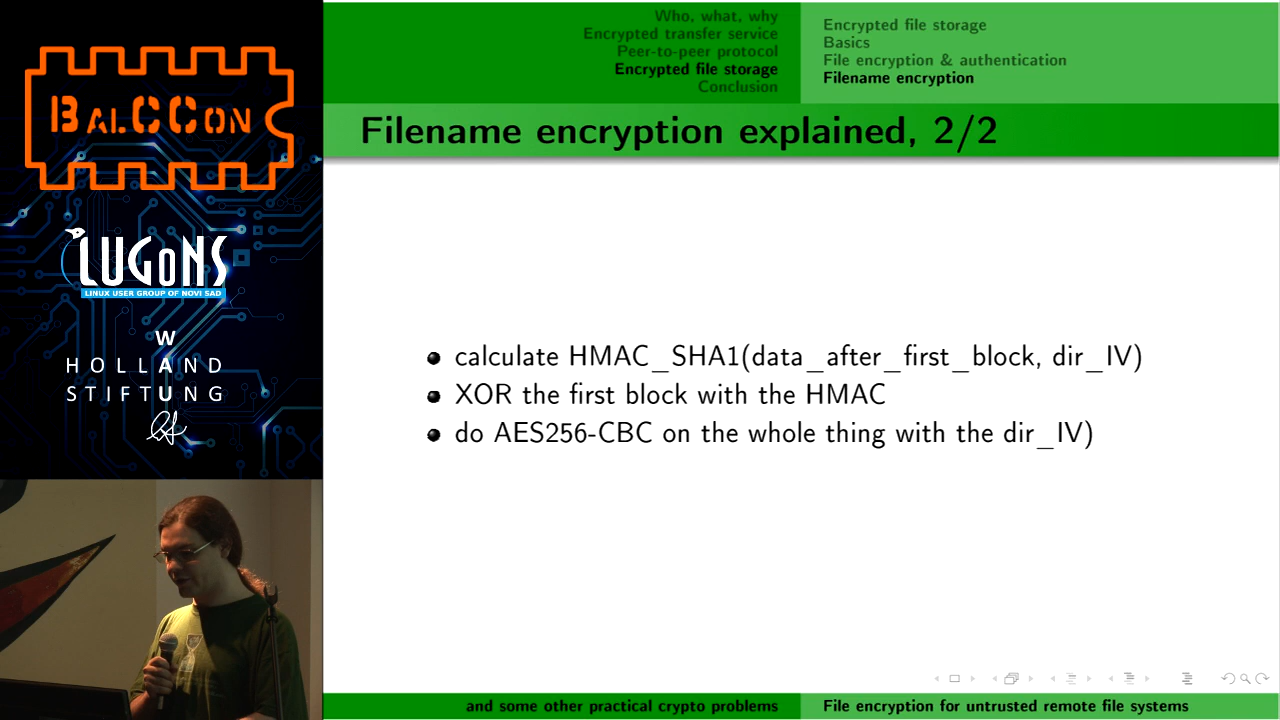 BALCCON
LUGoNS
LINUX USER GROUP OF NOVI SAD
W
HOLLAND
U
STIFTUNG
Who, what, why
Encrypted transfer service
Peer-to-peer protocol
Encrypted file storage
Conclusion
Encrypted file storage
Basics
File encryption & authentication
Filename encryption
Filename encryption explained, 2/2
calculate HMAC_SHA1(data_after_first_block, dir_IV)
XOR the first block with the HMAC
do AES256-CBC on the whole thing with the dir_IV)
and some other practical crypto problems
File encryption for untrusted remote file systems